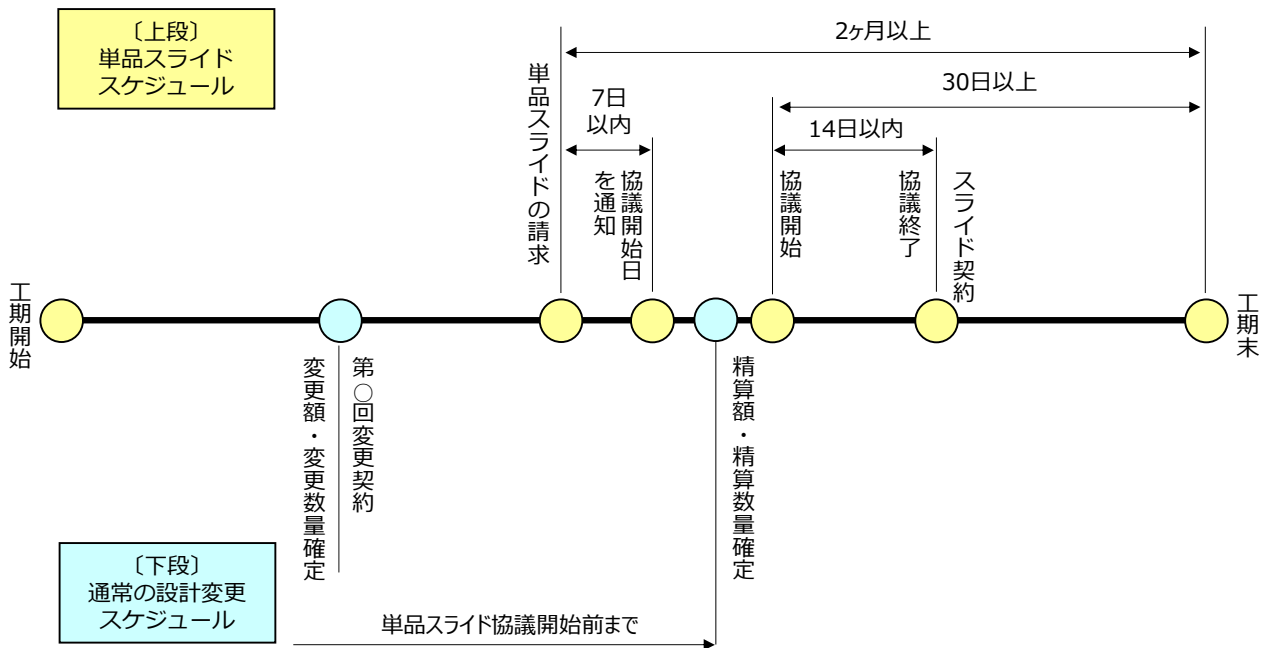 〔上段〕
単品スライド
スケジュール
2ヶ月以上
30日以上
7日
以内
14日以内
単品スライドの請求
協議開始日
を通知
協議開始
協議終了
スライド契約
工期開始
工期末
第○回変更契約
変更額・変更数量確定
精算額・精算数量確定
〔下段〕
通常の設計変更
スケジュール
単品スライド協議開始前まで